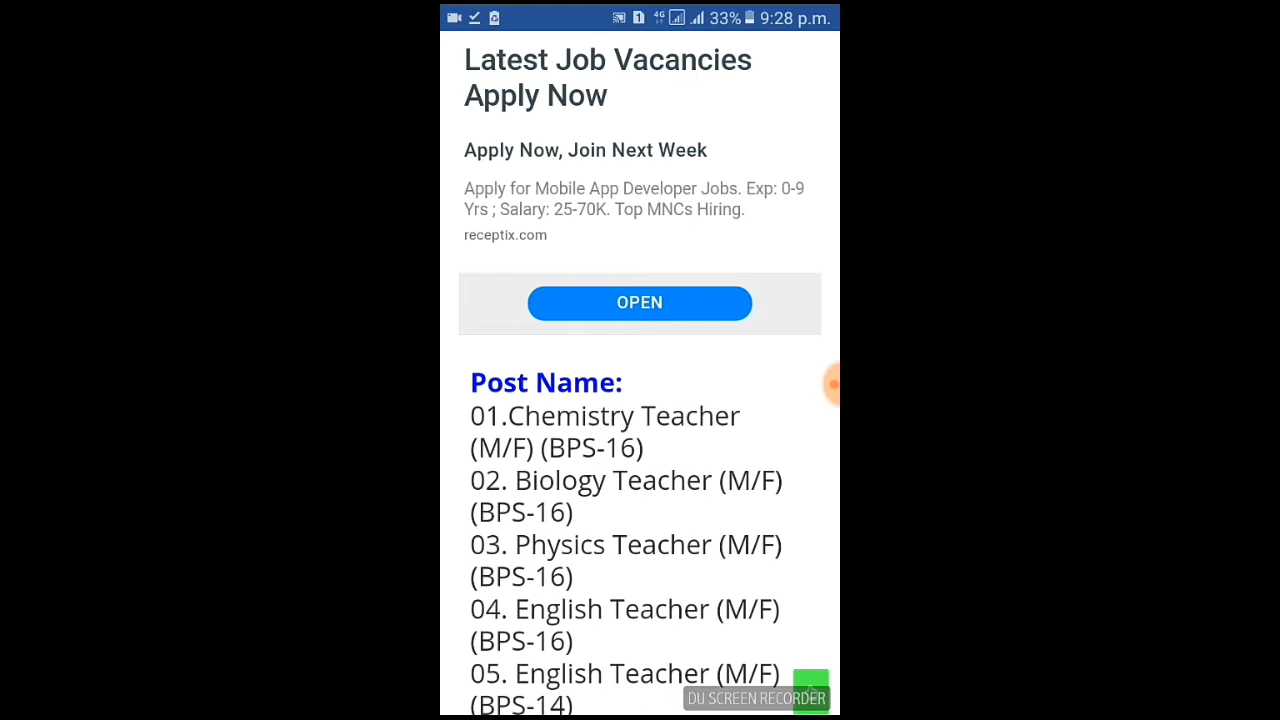 1 4G 33% 9:28 p.m.
Latest Job Vacancies
Apply Now
Apply Now, Join Next Week
Apply for Mobile App Developer Jobs. Exp: 0-9
Yrs ; Salary: 25-70K. Top MNCs Hiring.
receptix.com
OPEN
Post Name:
01.Chemistry Teacher
(M/F) (BPS-16)
02. Biology Teacher (M/F)
(BPS-16)
03. Physics Teacher (M/F)
(BPS-16)
04. English Teacher (M/F)
(BPS-16)
05. English Teacher (M/F)
(BPS-14)
DU SCREEN RECORDER